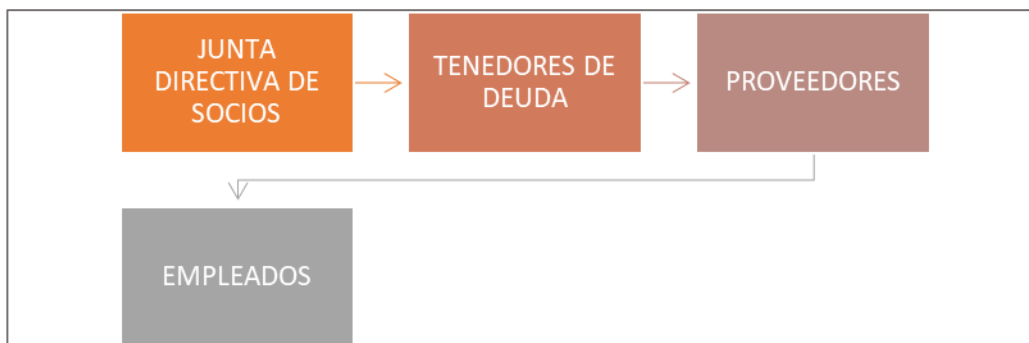 JUNTA
DIRECTIVA DE
SOCIOS
TENEDORES DE
DEUDA
PROVEEDORES
EMPLEADOS